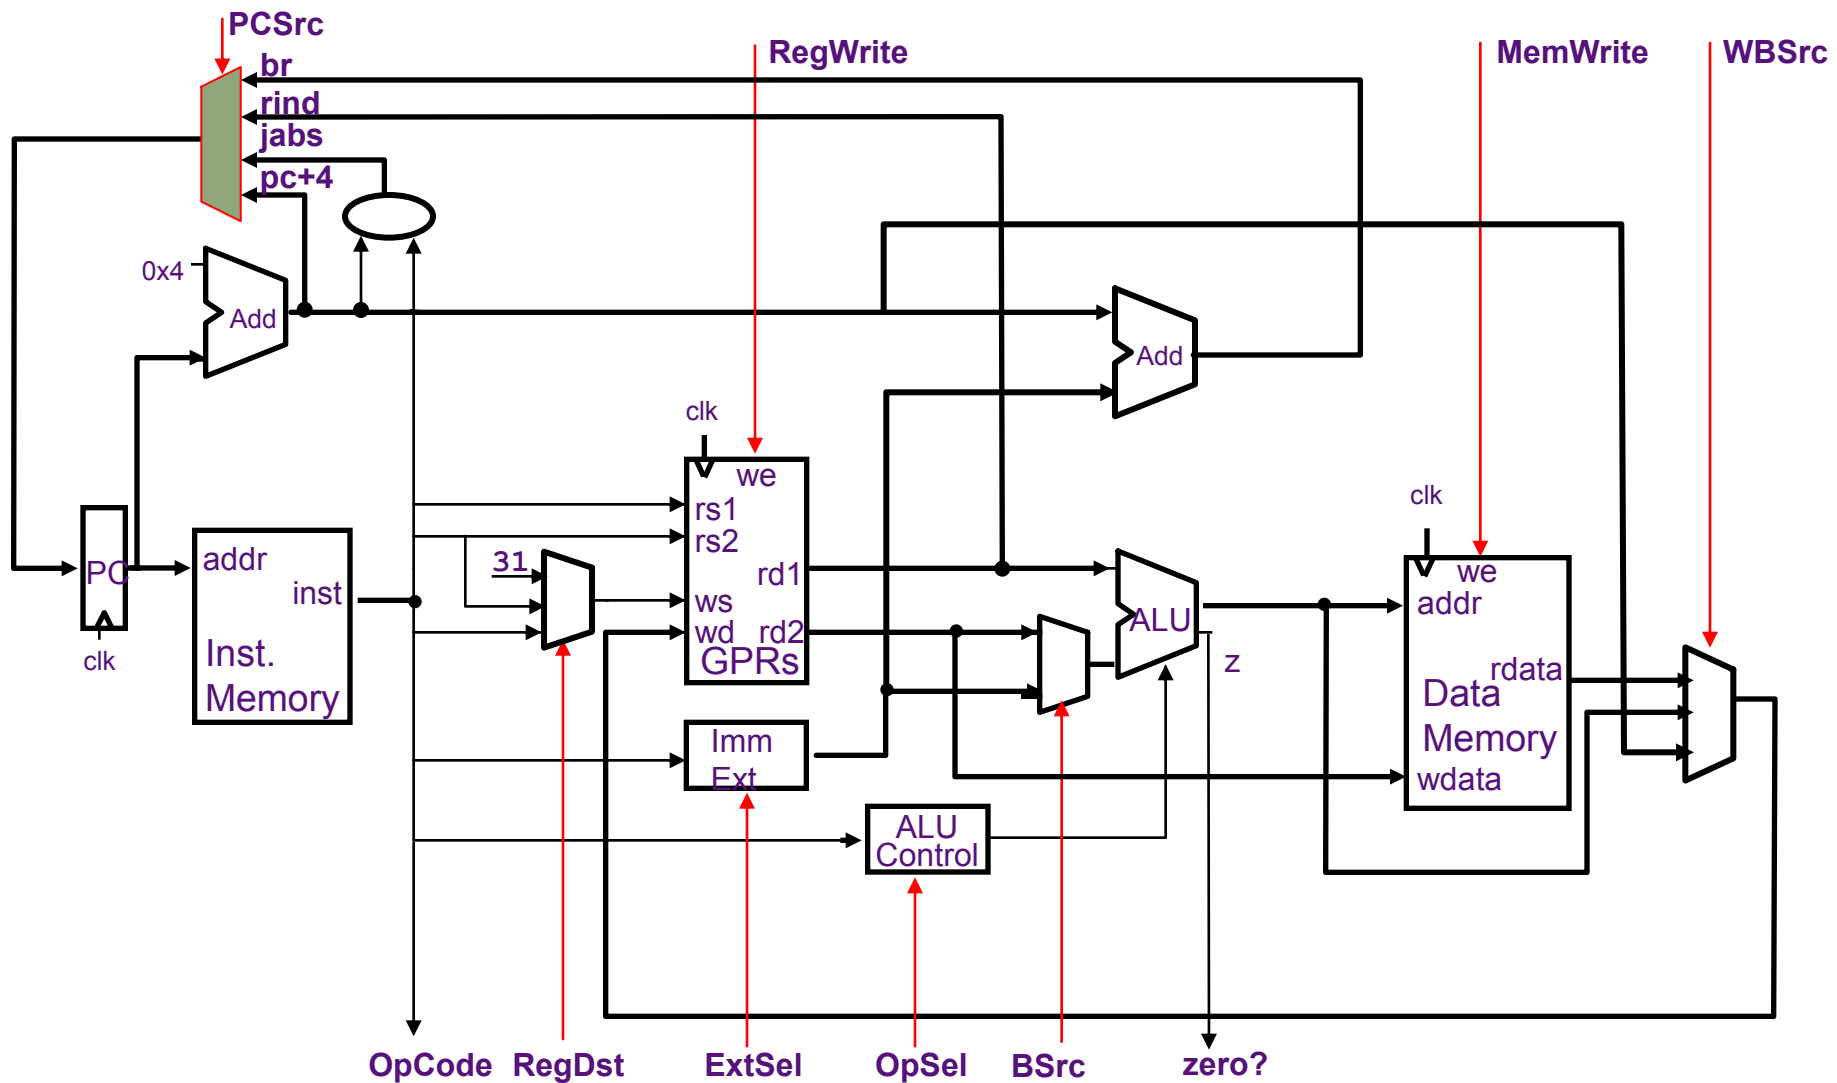 PCSrc
RegWrite
MemWrite
WBSrc
br
rind
jabs
pc+4
0x4
Add
Add
clk
we
rs1
rs2
rd1
ws
wd
rd2
GPRs
31
PC
clk
addr
inst
Inst.
Memory
ALU
z
clk
we
addr
rdata
Data
Memory
wdata
Imm
Ext
ALU
Control
OpCode
RegDst
ExtSel
OpSel
BSrc
zero?